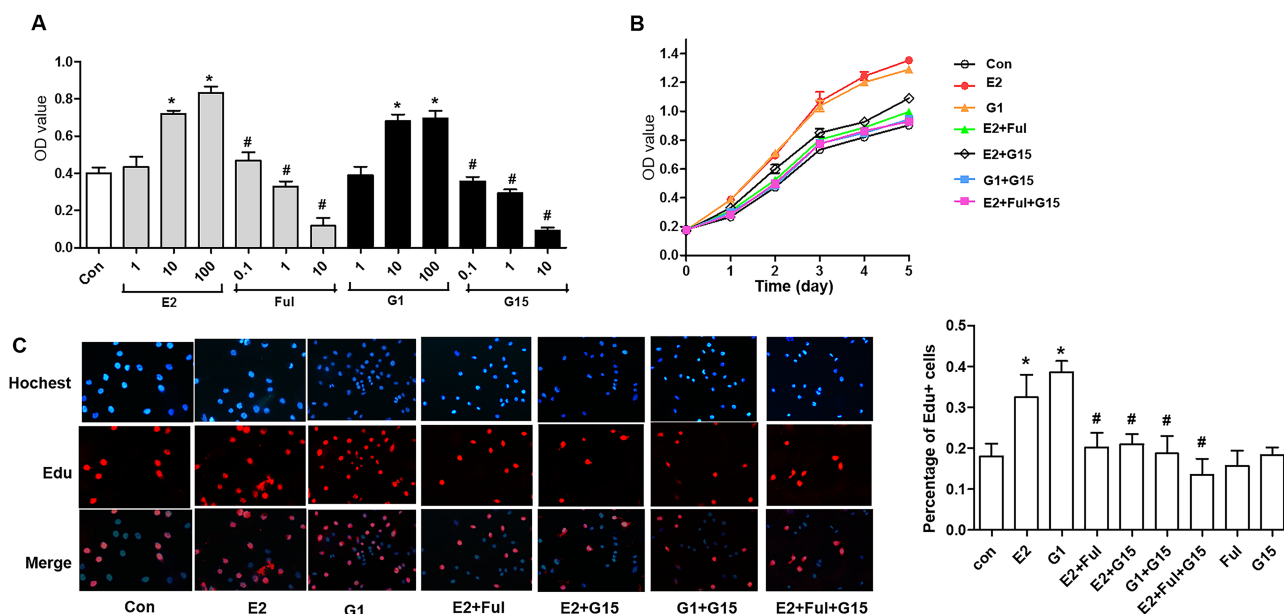 A
OD value
1.0
0.8
0.6
0.4
0.2
0.0
*
*
#
#
#
*
*
#
#
#
Con
1
10
100
0.1
1
10
1
10
100
0.1
1
10
E2
Ful
G1
G15
B
OD value
1.4
1.2
1.0
0.8
0.6
0.4
0.2
0
1
2
3
4
5
Time (day)
Con
E2
G1
E2+Ful
E2+G15
G1+G15
E2+Ful+G15
C
Hochest
Edu
Merge
Con
E2
G1
E2+Ful
E2+G15
G1+G15
E2+Ful+G15
Percentage of Edu+ cells
0.5
0.4
0.3
0.2
0.1
0.0
*
*
#
#
#
#
con
E2
G1
E2+Ful
E2+G15
G1+G15
E2+Ful+G15
Ful
G15